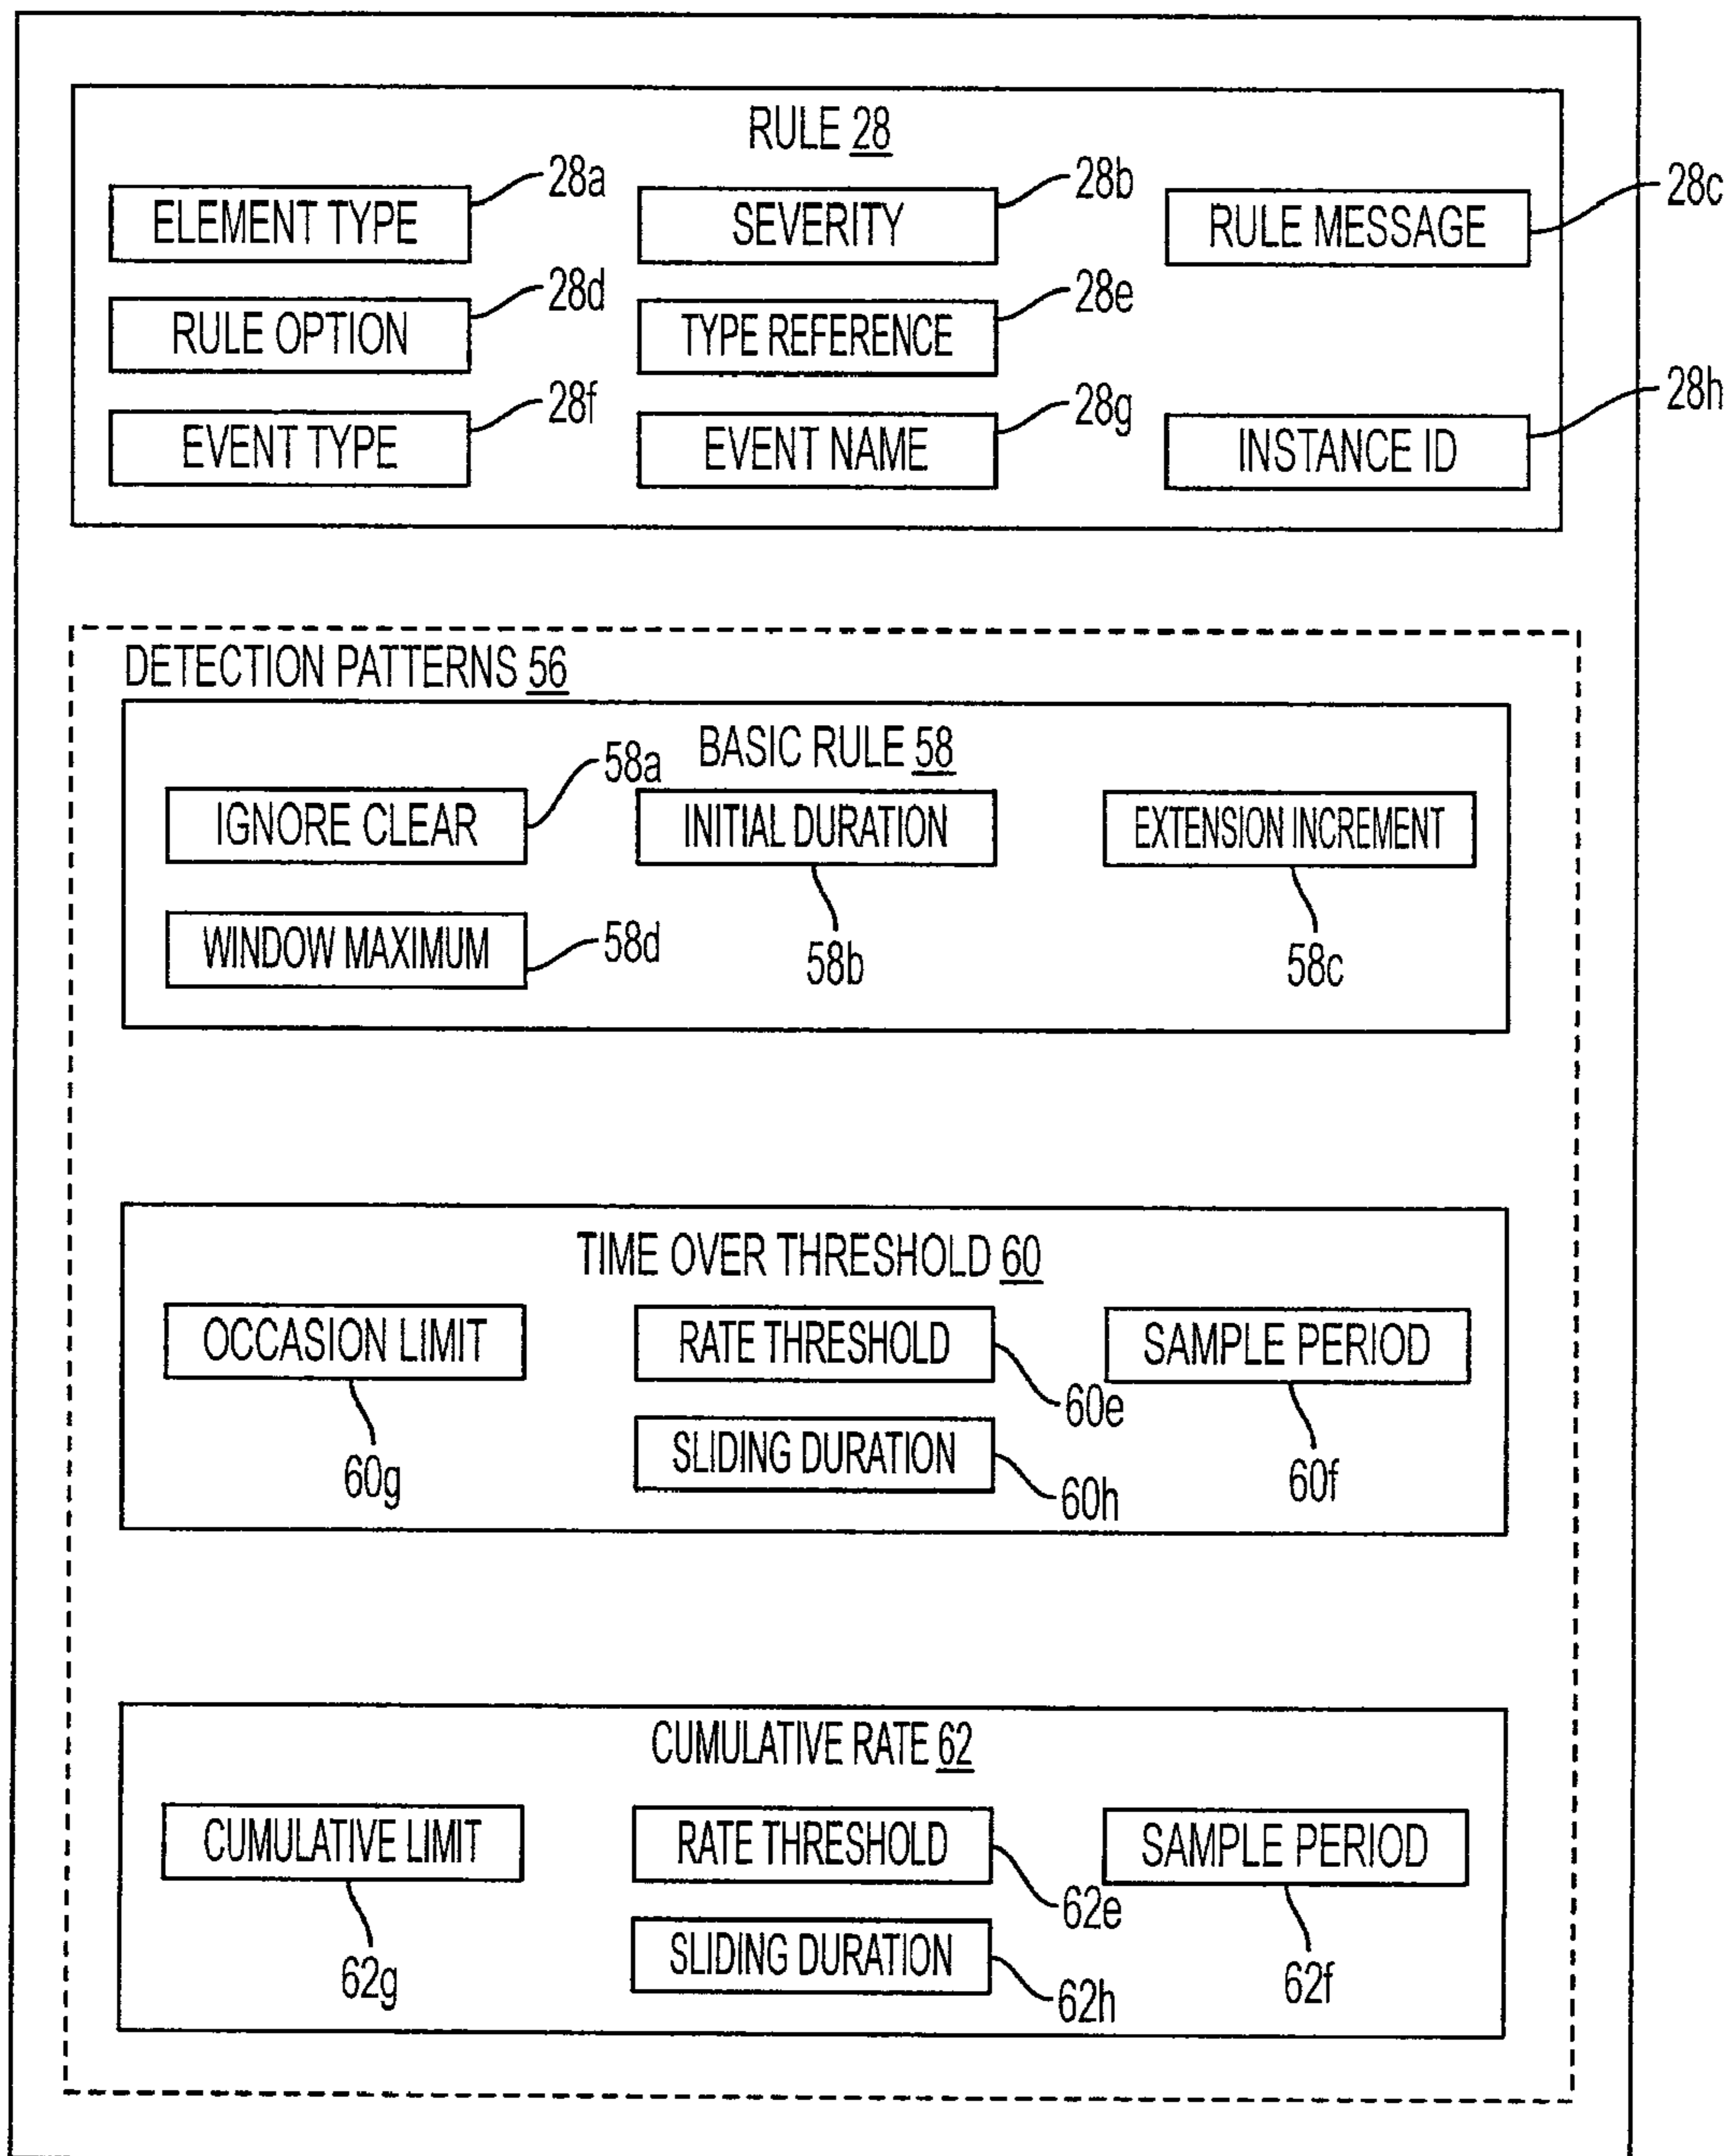 RULE 28
28a
28b
28c
ELEMENT TYPE
SEVERITY
RULE MESSAGE
28d
28e
RULE OPTION
TYPE REFERENCE
28f
28g
28h
EVENT TYPE
EVENT NAME
INSTANCE ID
DETECTION PATTERNS 56
BASIC RULE 58
58a
IGNORE CLEAR
INITIAL DURATION
EXTENSION INCREMENT
WINDOW MAXIMUM
58d
58b
58c
TIME OVER THRESHOLD 60
OCCASION LIMIT
RATE THRESHOLD
SAMPLE PERIOD
60e
SLIDING DURATION
60g
60h
60f
CUMULATIVE RATE 62
CUMULATIVE LIMIT
RATE THRESHOLD
SAMPLE PERIOD
62e
SLIDING DURATION
62g
62h
62f